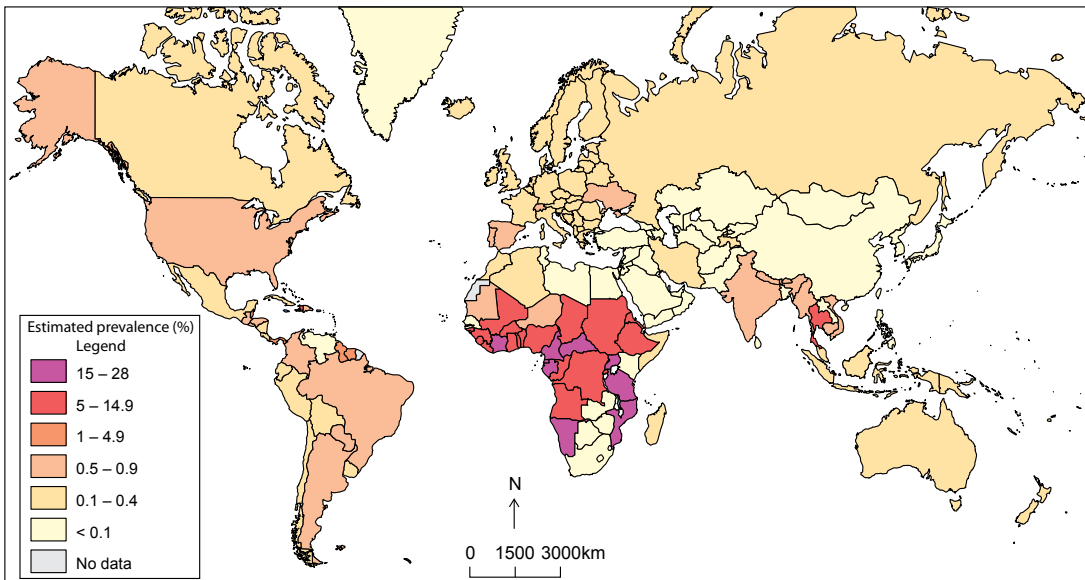 Estimated prevalence (%)
Legend
15 – 28
5 – 14.9
1 – 4.9
0.5 – 0.9
0.1 – 0.4
< 0.1
No data
N
0 1500 3000km